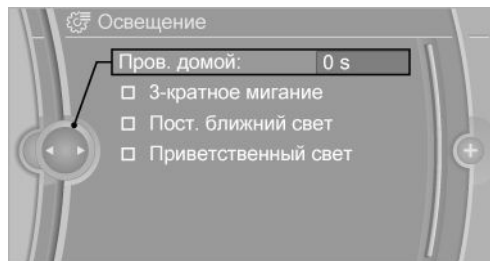 Освещение
Пров. домой: 0 s
3-кратное мигание
Пост. ближний свет
Приветственный свет